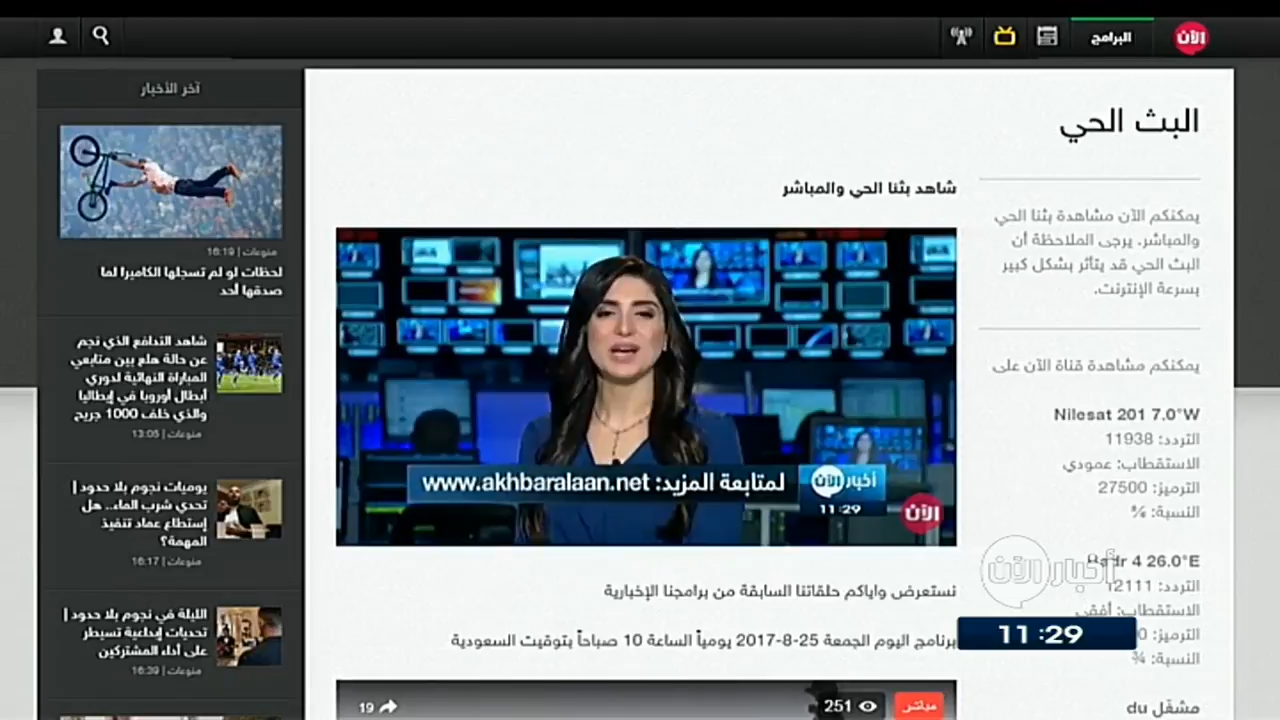 البرامج
الآن
البث الحي
يمكنكم الآن مشاهدة بثنا الحي
والمباشر. يرجى الملاحظة أن
البث الحي قد يتأثر بشكل كبير
بسرعة الإنترنت.
يمكنكم مشاهدة قناة الآن على
Nilesat 201 7.0°W
التردد: 11938
الاستقطاب: عمودي
الترميز: 27500
النسبة: ¾
26.0°E 4
التردد: 12111
الاستقطاب: أفقي
النسبة: ¾
مشغّل du
أخبار الآن
11:29
شاهد بثنا الحي والمباشر
لمتابعة المزيد: www.akhbaralaan.net
أخبار الآن
11:29
الآن
نستعرض واياكم حلقاتنا السابقة من برامجنا الإخبارية
برنامج اليوم الجمعة 25-8-2017 يومياً الساعة 10 صباحاً بتوقيت السعودية
مباشر
251
19
آخر الأخبار
منوعات | 16:19
لحظات لو لم تسجلها الكاميرا لما
صدقها أحد
شاهد التدافع الذي نجم
عن حالة هلع بين متابعي
المباراة النهائية لدوري
أبطال أوروبا في إيطاليا
والذي خلف 1000 جريح
منوعات | 13:05
يوميات نجوم بلا حدود |
تحدي شرب الماء.. هل
إستطاع عماد تنفيذ
المهمة؟
منوعات | 16:17
الليلة في نجوم بلا حدود |
تحديات إبداعية تسيطر
على أداء المشتركين
منوعات | 16:39